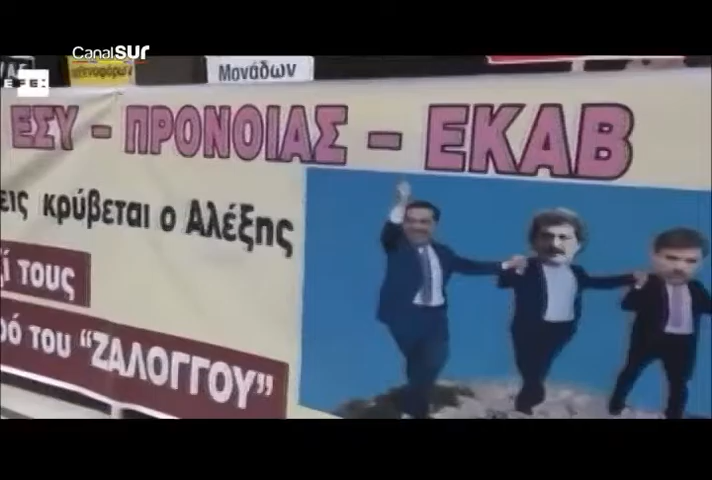 CanalSUR
EFE:
Μονάδων
ΕΣΥ - ΠΡΟΝΟΙΑΣ - ΕΚΑΒ
κρύβεται ο Αλέξης
τους
του "ΖΑΛΟΓΓΟΥ"